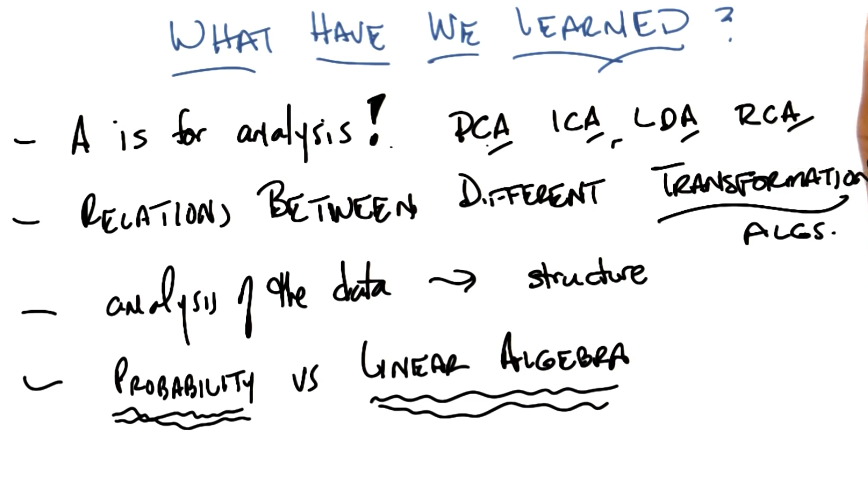 WHAT HAVE WE LEARNED?
- A is for analysis! PCA ICA, LDA RCA
- RELATIONS BETWEEN DIFFERENT TRANSFORMATION
ALGS.
- analysis of the data → structure
- PROBABILITY vs LINEAR ALGEBRA